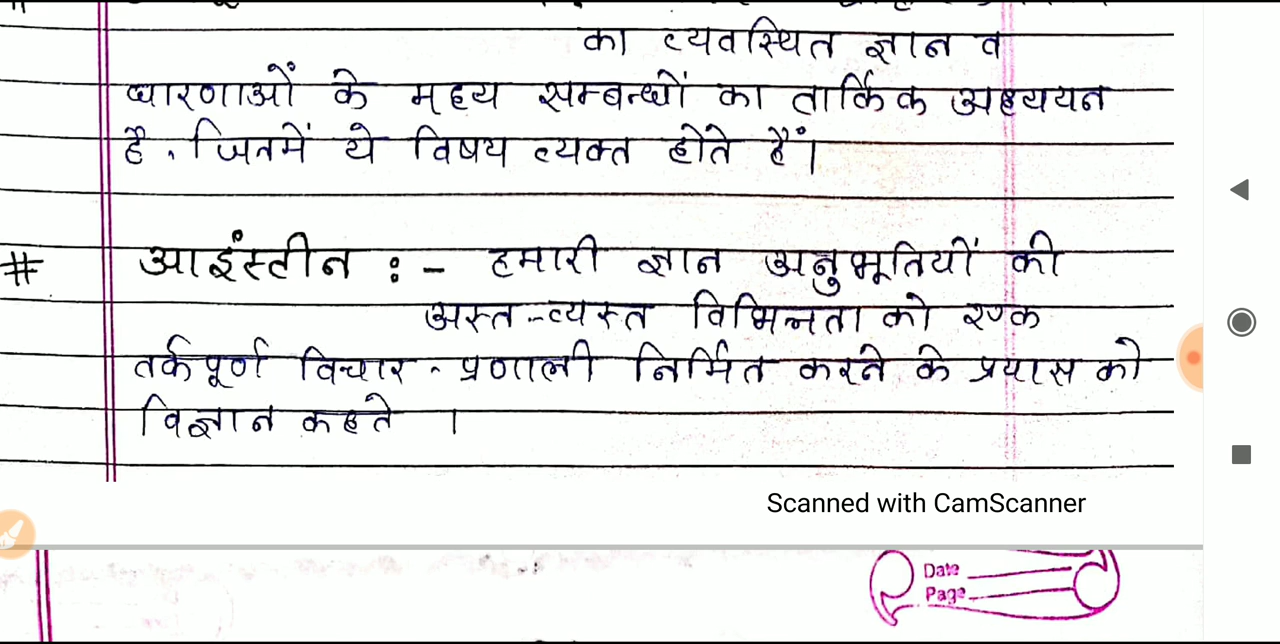 का व्यवस्थित ज्ञान व
धारणाओं के मध्य सम्बन्धों का तार्किक अध्ययन
है, जिनमें ये विषय व्यक्त होते हैं।
# आइंस्टीन :- हमारी ज्ञान अनुभूतियों की
अस्त-व्यस्त विभिन्नता को एक
तर्कपूर्ण विचार-प्रणाली निर्मित करने के प्रयास को
विज्ञान कहते ।
Scanned with CamScanner
Date
Page